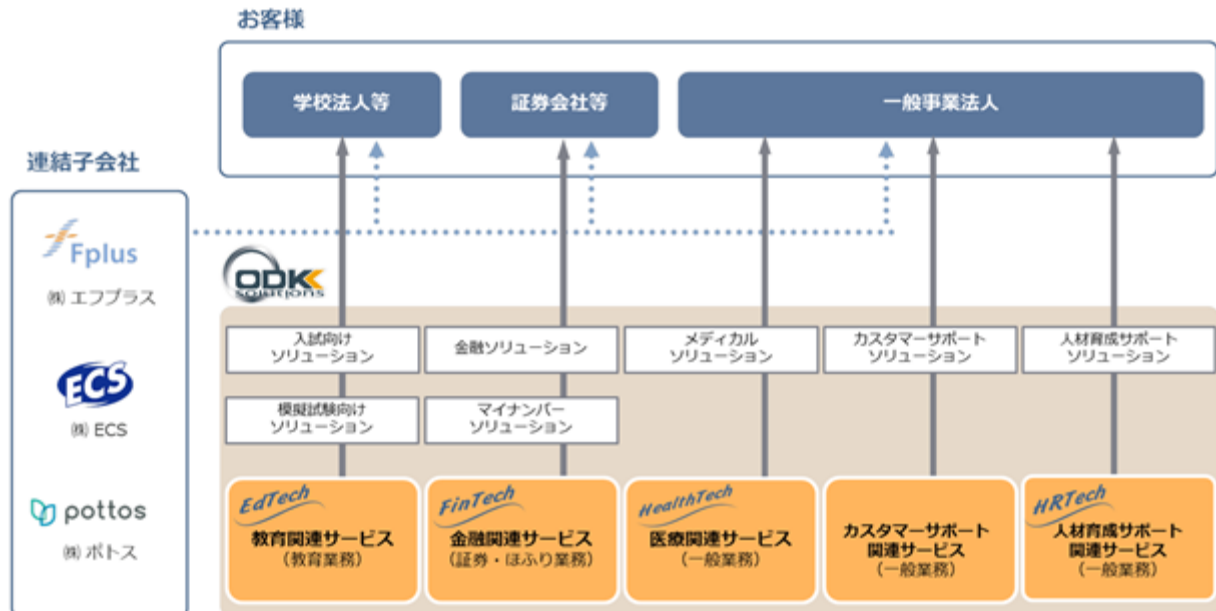 お客様
学校法人等
証券会社等
一般事業法人
連結子会社
Fplus
㈱ エフプラス
ECS
㈱ ECS
pottos
㈱ ポトス
ODK
solutions
入試向け
ソリューション
金融ソリューション
メディカル
ソリューション
カスタマーサポート
ソリューション
人材育成サポート
ソリューション
模擬試験向け
ソリューション
マイナンバー
ソリューション
EdTech
教育関連サービス
(教育業務)
FinTech
金融関連サービス
(証券・ほふり業務)
HealthTech
医療関連サービス
(一般業務)
カスタマーサポート
関連サービス
(一般業務)
HRTech
人材育成サポート
関連サービス
(一般業務)